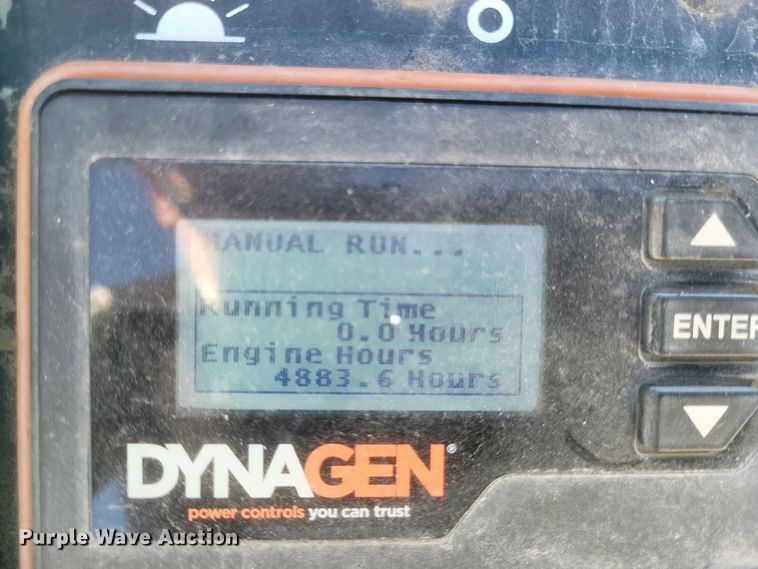 MANUAL RUN...
Running Time
0.0 Hours
Engine Hours
4883.6 Hours
ENTER
DYNAGEN®
power controls you can trust
Purple Wave Auction